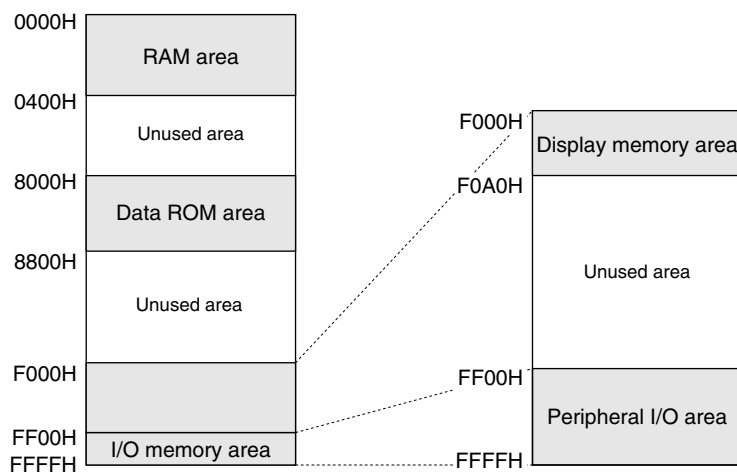 0000H
RAM area
0400H
Unused area
8000H
Data ROM area
8800H
Unused area
F000H
FF00H
I/O memory area
FFFFH
F000H
Display memory area
F0A0H
Unused area
FF00H
Peripheral I/O area
FFFFH